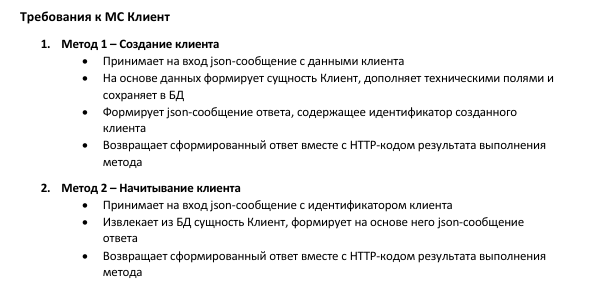 Требования к МС Клиент
1. Метод 1 – Создание клиента
• Принимает на вход json-сообщение с данными клиента
• На основе данных формирует сущность Клиент, дополняет техническими полями и
сохраняет в БД
• Формирует json-сообщение ответа, содержащее идентификатор созданного
клиента
• Возвращает сформированный ответ вместе с HTTP-кодом результата выполнения
метода
2. Метод 2 – Начитывание клиента
• Принимает на вход json-сообщение с идентификатором клиента
• Извлекает из БД сущность Клиент, формирует на основе него json-сообщение
ответа
• Возвращает сформированный ответ вместе с HTTP-кодом результата выполнения
метода